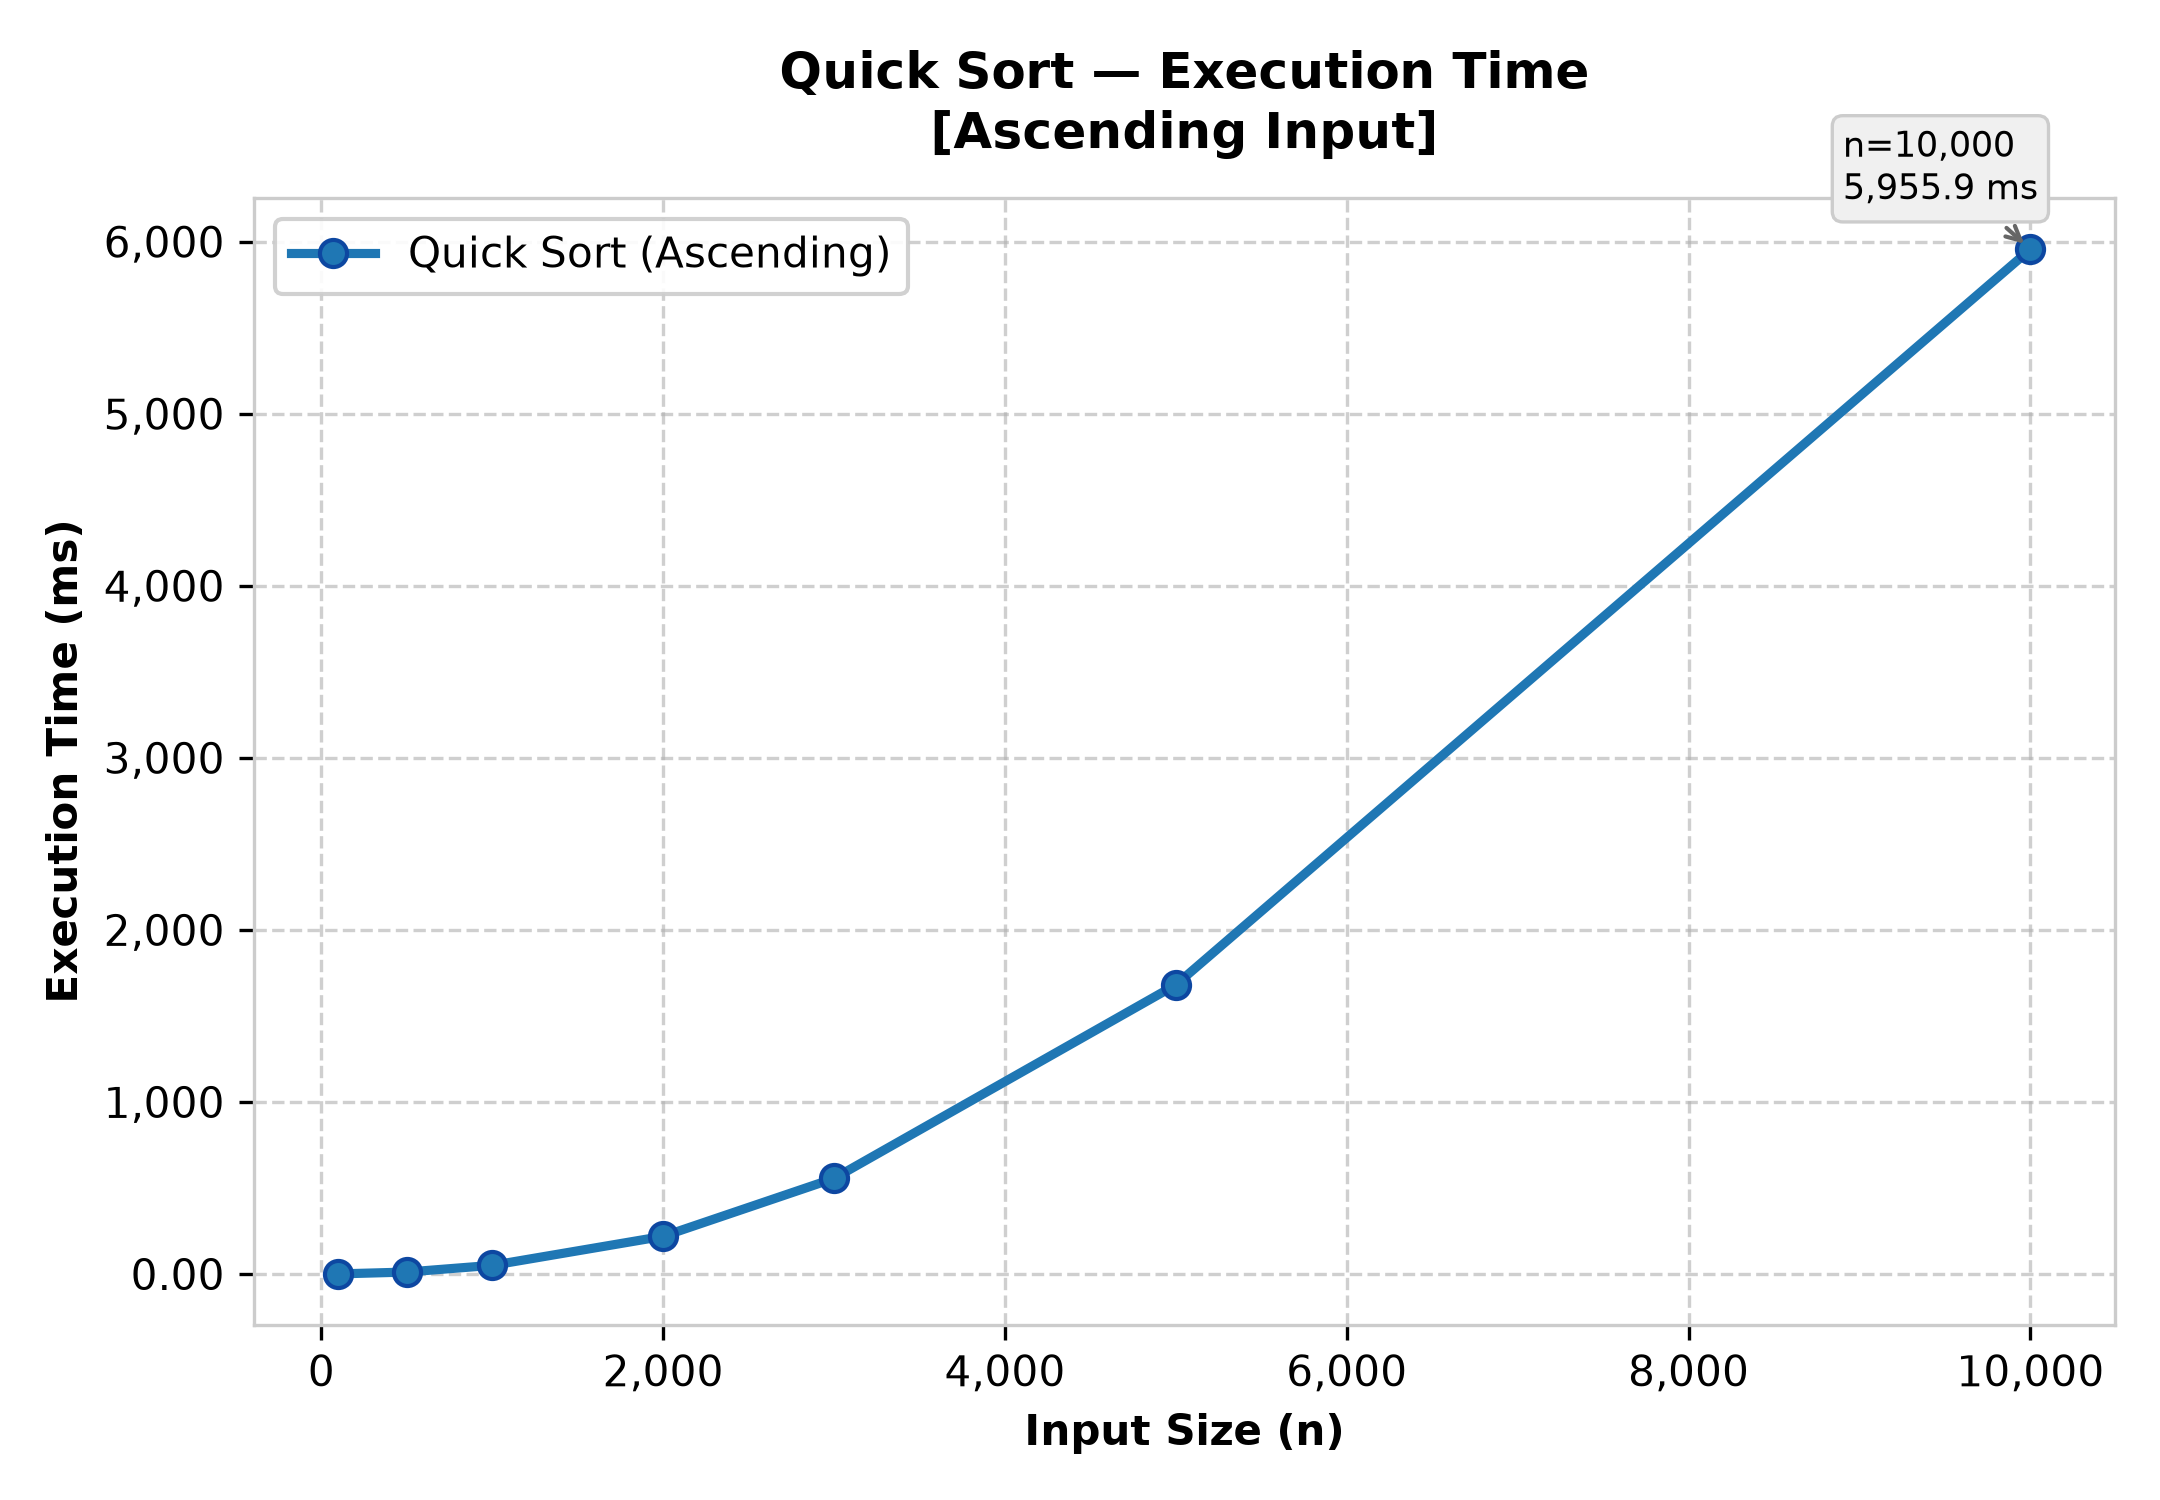 Quick Sort — Execution Time
[Ascending Input]
n=10,000
5,955.9 ms
Quick Sort (Ascending)
6,000
5,000
4,000
3,000
2,000
1,000
0.00
Execution Time (ms)
0
2,000
4,000
6,000
8,000
10,000
Input Size (n)